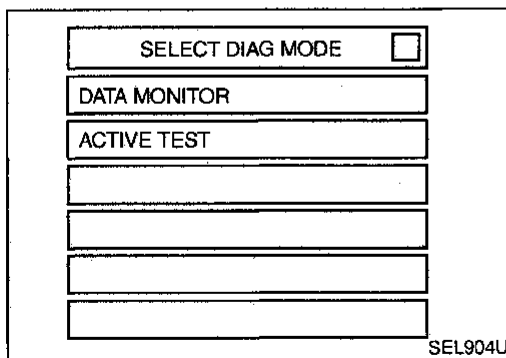 SELECT DIAG MODE
DATA MONITOR
ACTIVE TEST
SEL904U